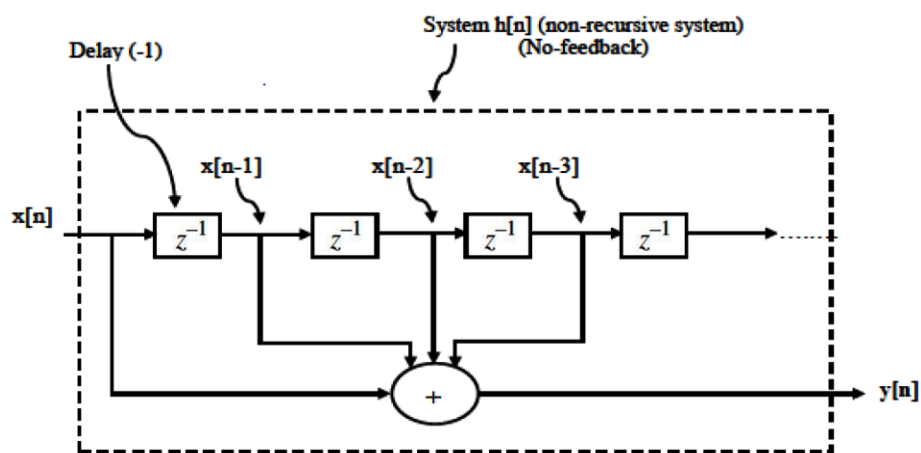 System h[n] (non-recursive system)
(No-feedback)
Delay (-1)
x[n-1]
x[n-2]
x[n-3]
x[n]
z⁻¹
z⁻¹
z⁻¹
z⁻¹
+
y[n]